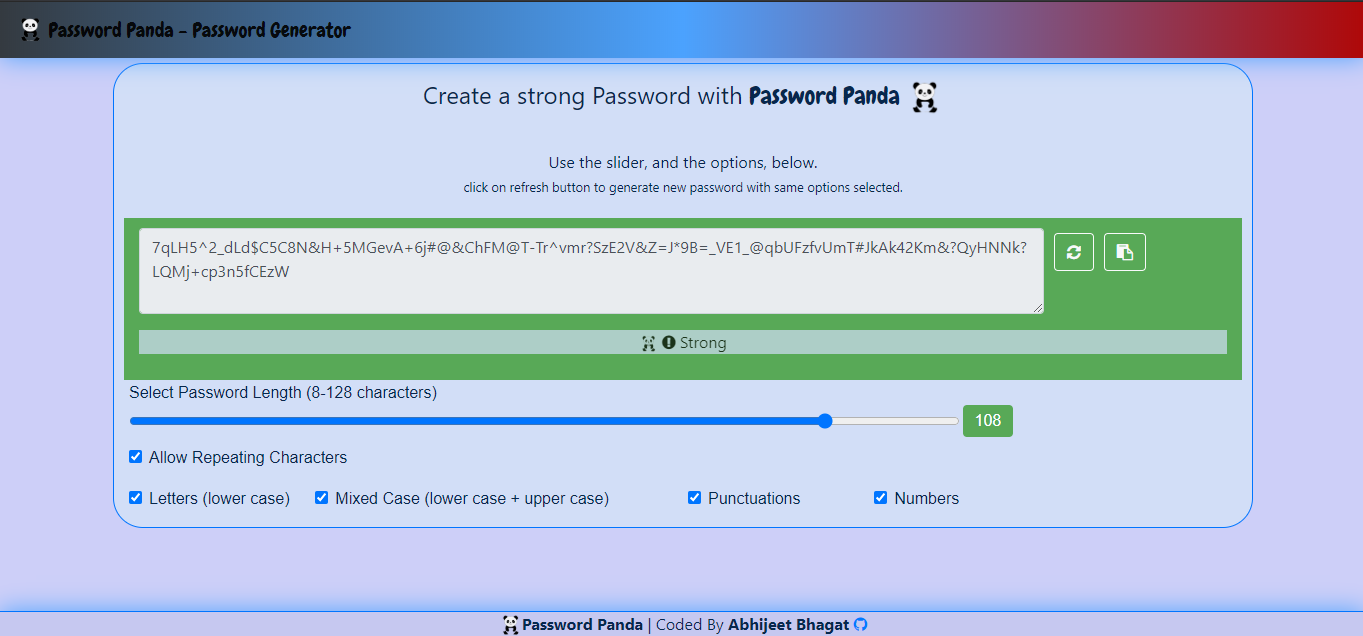 Password Panda - Password Generator
Create a strong Password with Password Panda
Use the slider, and the options, below.
click on refresh button to generate new password with same options selected.
7qLH5^2_dLd$C5C8N&H+5MGevA+6j#@&ChFM@T-Tr^vmr?SzE2V&Z=J*9B=_VE1_@qbUFzfvUmT#JkAk42Km&?QyHNNk?
LQMj+cp3n5fCEzW
Strong
Select Password Length (8-128 characters)
108
Allow Repeating Characters
Letters (lower case) Mixed Case (lower case + upper case) Punctuations Numbers
Password Panda | Coded By Abhijeet Bhagat